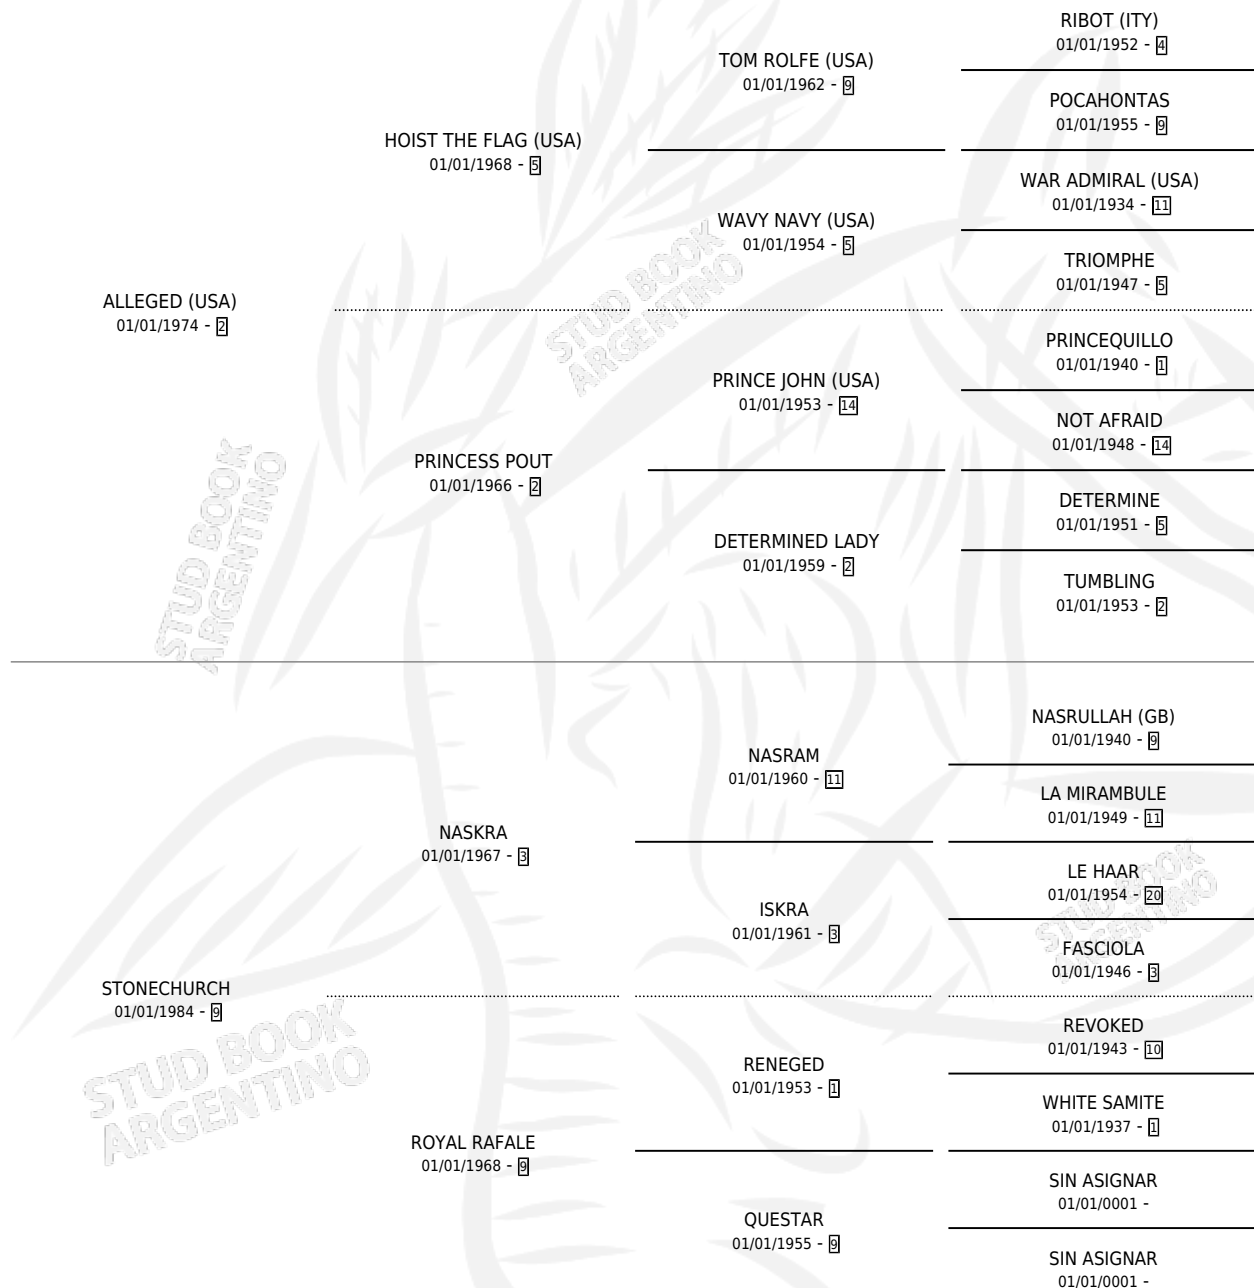 RIBOT (ITY)
01/01/1952 - 4
TOM ROLFE (USA)
01/01/1962 - 9
POCAHONTAS
01/01/1955 - 9
HOIST THE FLAG (USA)
01/01/1968 - 5
WAR ADMIRAL (USA)
01/01/1934 - 11
WAVY NAVY (USA)
01/01/1954 - 5
TRIOMPHE
01/01/1947 - 5
ALLEGED (USA)
01/01/1974 - 2
PRINCEQUILLO
01/01/1940 - 1
PRINCE JOHN (USA)
01/01/1953 - 14
NOT AFRAID
01/01/1948 - 14
PRINCESS POUT
01/01/1966 - 2
DETERMINE
01/01/1951 - 5
DETERMINED LADY
01/01/1959 - 2
TUMBLING
01/01/1953 - 2
STUD BOOK
ARGENTINO
STUD BOOK
ARGENTINO
NASRULLAH (GB)
01/01/1940 - 9
NASRAM
01/01/1960 - 11
LA MIRAMBULE
01/01/1949 - 11
NASKRA
01/01/1967 - 3
LE HAAR
01/01/1954 - 20
ISKRA
01/01/1961 - 3
FASCIOLA
01/01/1946 - 3
STUD BOOK
ARGENTINO
STONECHURCH
01/01/1984 - 9
REVOKED
01/01/1943 - 10
RENEGED
01/01/1953 - 1
WHITE SAMITE
01/01/1937 - 1
STUD BOOK
ARGENTINO
ROYAL RAFALE
01/01/1968 - 9
SIN ASIGNAR
01/01/0001 -
QUESTAR
01/01/1955 - 9
SIN ASIGNAR
01/01/0001 -